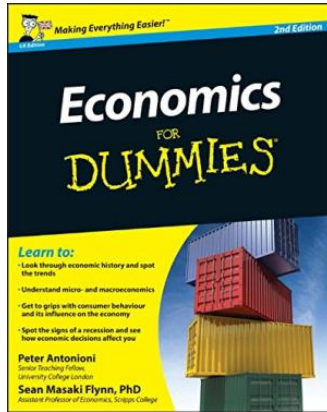 Making Everything Easier!™
UK Edition
2nd Edition
Economics
FOR
DUMMIES®
Learn to:
• Look through economic history and spot
the trends
• Understand micro- and macroeconomics
• Get to grips with consumer behaviour
and its influence on the economy
• Spot the signs of a recession and see
how economic decisions affect you
Peter Antonioni
Senior Teaching Fellow,
University College London
Sean Masaki Flynn, PhD
Assistant Professor of Economics, Scripps College